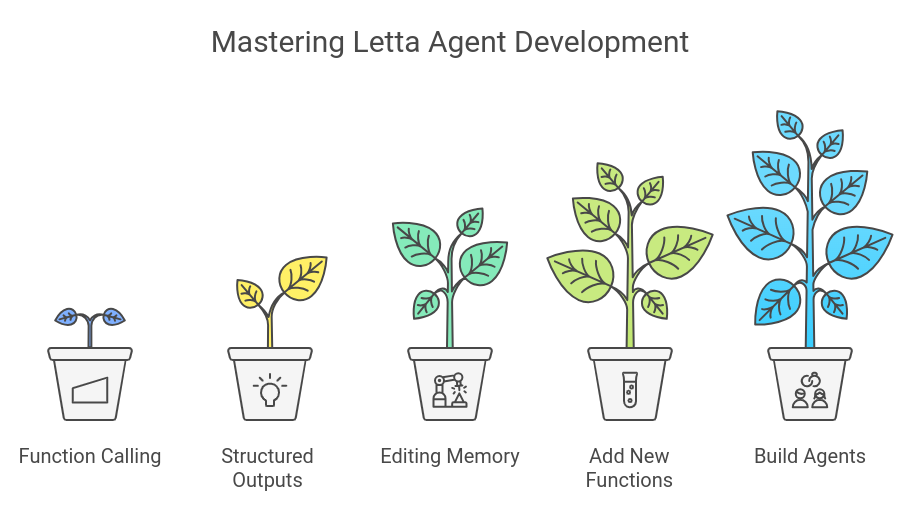 Mastering Letta Agent Development
Function Calling
Structured
Outputs
Editing Memory
Add New
Functions
Build Agents